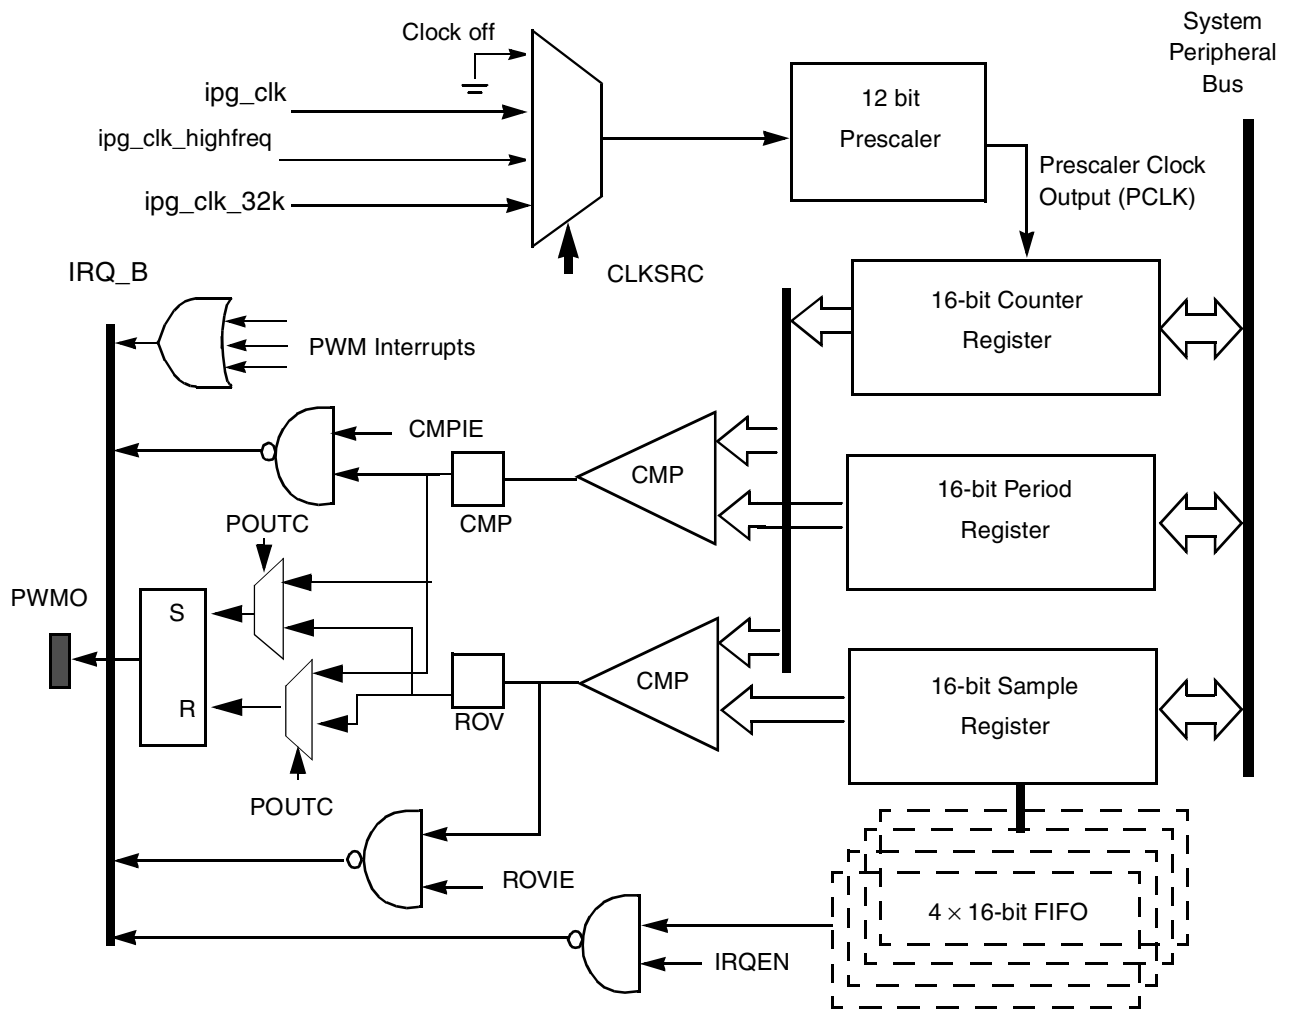 System
Peripheral
Bus
Clock off
ipg_clk
ipg_clk_highfreq
ipg_clk_32k
12 bit
Prescaler
Prescaler Clock
Output (PCLK)
CLKSRC
IRQ_B
PWM Interrupts
16-bit Counter
Register
CMPIE
CMP
CMP
16-bit Period
Register
POUTC
PWMO
S
R
CMP
ROV
16-bit Sample
Register
POUTC
ROVIE
4 × 16-bit FIFO
IRQEN